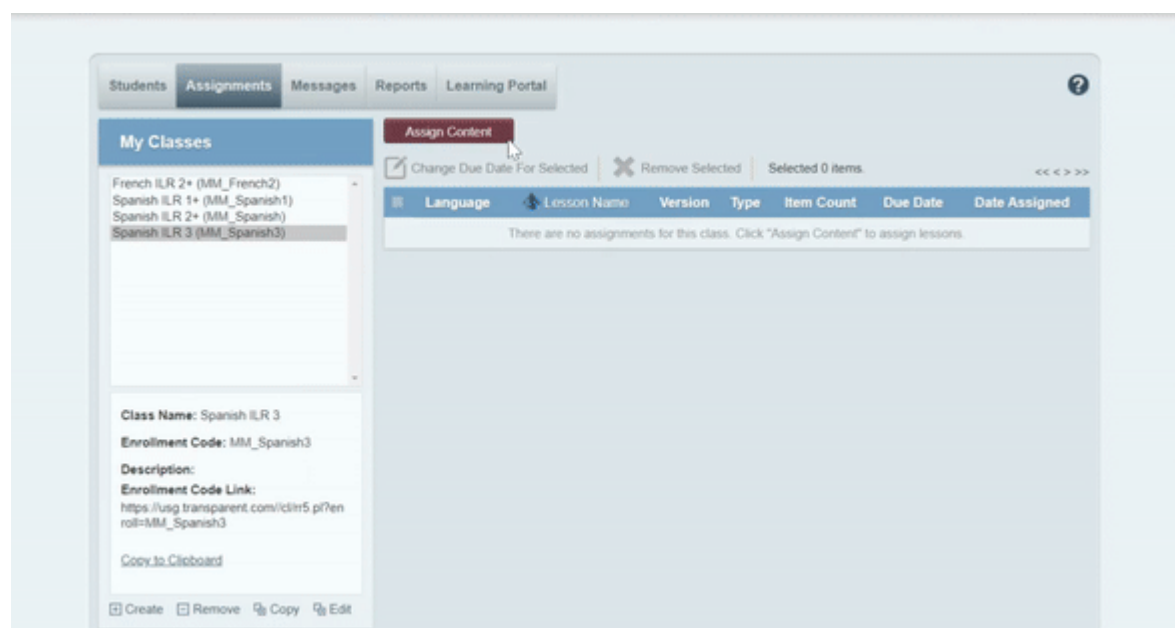 Students Assignments Messages Reports Learning Portal
My Classes
Assign Content
Change Due Date For Selected Remove Selected Selected 0 items. << < > >>
French ILR 2+ (MM_French2)
Spanish ILR 1+ (MM_Spanish1)
Spanish ILR 2+ (MM_Spanish)
Spanish ILR 3 (MM_Spanish3)
Language Lesson Name Version Type Item Count Due Date Date Assigned
There are no assignments for this class. Click "Assign Content" to assign lessons.
Class Name: Spanish ILR 3
Enrollment Code: MM_Spanish3
Description:
Enrollment Code Link:
https://usg.transparent.com//cl/rr5.pl?en
roll=MM_Spanish3
Copy to Clipboard
Create Remove Copy Edit